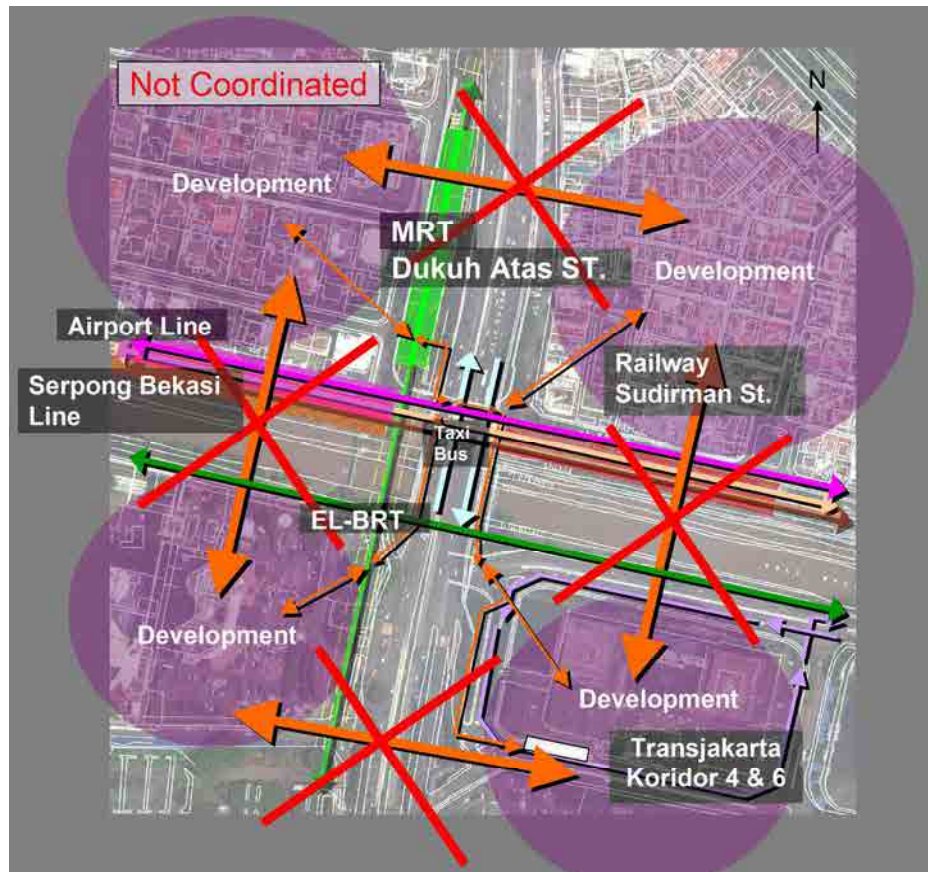 Not Coordinated
N
Development
MRT
Dukuh Atas ST.
Development
Airport Line
Serpong Bekasi
Line
Railway
Sudirman St.
Taxi
Bus
EL-BRT
Development
Development
Transjakarta
Koridor 4 & 6